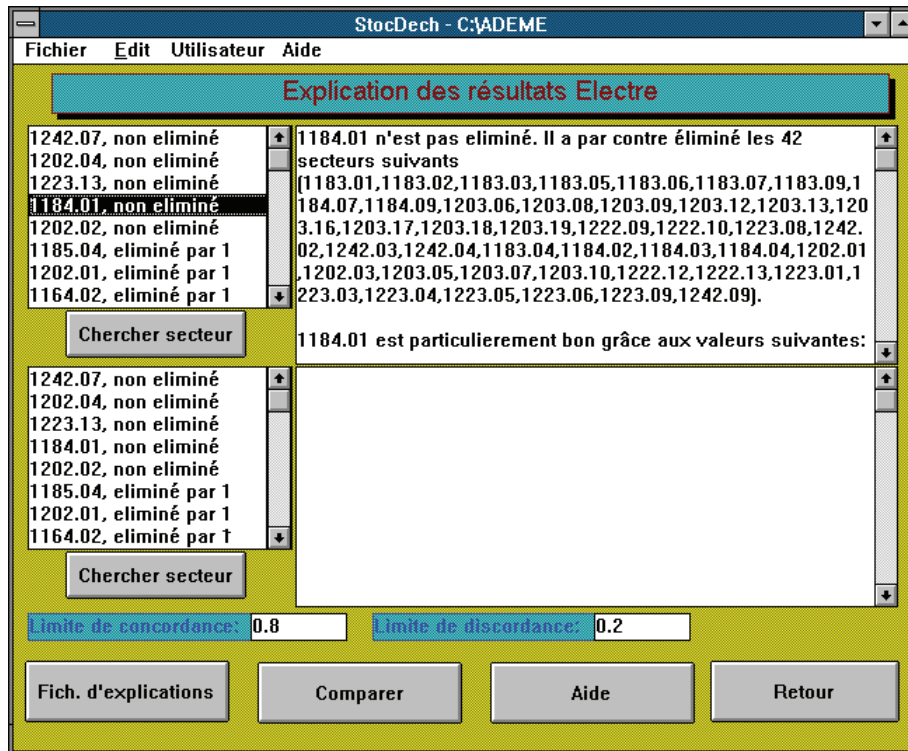 StocDech - C:\ADEME
Fichier Edit Utilisateur Aide
Explication des résultats Electre
1242.07, non eliminé
1202.04, non eliminé
1223.13, non eliminé
1184.01, non eliminé
1202.02, non eliminé
1185.04, eliminé par 1
1202.01, eliminé par 1
1164.02, eliminé par 1
Chercher secteur
1184.01 n'est pas eliminé. Il a par contre éliminé les 42
secteurs suivants
(1183.01,1183.02,1183.03,1183.05,1183.06,1183.07,1183.09,1
184.07,1184.09,1203.06,1203.08,1203.09,1203.12,1203.13,120
3.16,1203.17,1203.18,1203.19,1222.09,1222.10,1223.08,1242.
02,1242.03,1242.04,1183.04,1184.02,1184.03,1184.04,1202.01
,1202.03,1203.05,1203.07,1203.10,1222.12,1222.13,1223.01,1
223.03,1223.04,1223.05,1223.06,1223.09,1242.09).
1184.01 est particulierement bon grâce aux valeurs suivantes:
1242.07, non eliminé
1202.04, non eliminé
1223.13, non eliminé
1184.01, non eliminé
1202.02, non eliminé
1185.04, eliminé par 1
1202.01, eliminé par 1
1164.02, eliminé par 1
Chercher secteur
Limite de concordance: 0.8 Limite de discordance: 0.2
Fich. d'explications Comparer Aide Retour